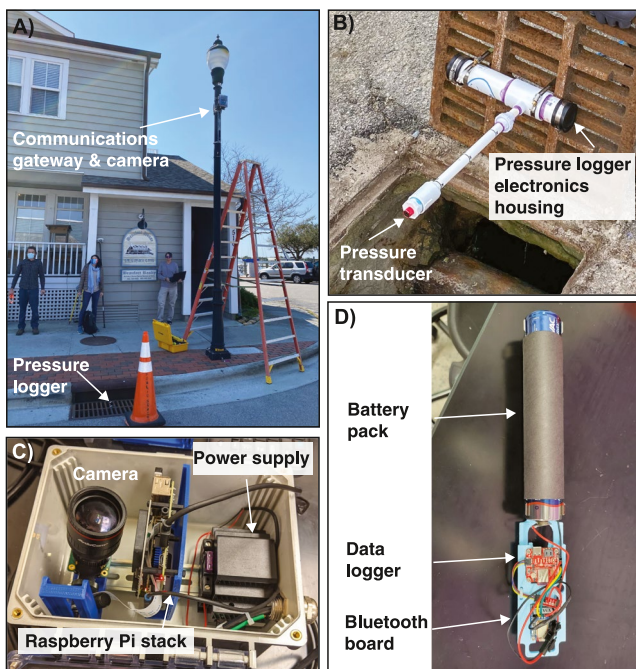 A)
Communications
gateway & camera
Pressure
logger
B)
Pressure logger
electronics
housing
Pressure
transducer
C)
Camera
Power supply
Raspberry Pi stack
D)
Battery
pack
Data
logger
Bluetooth
board